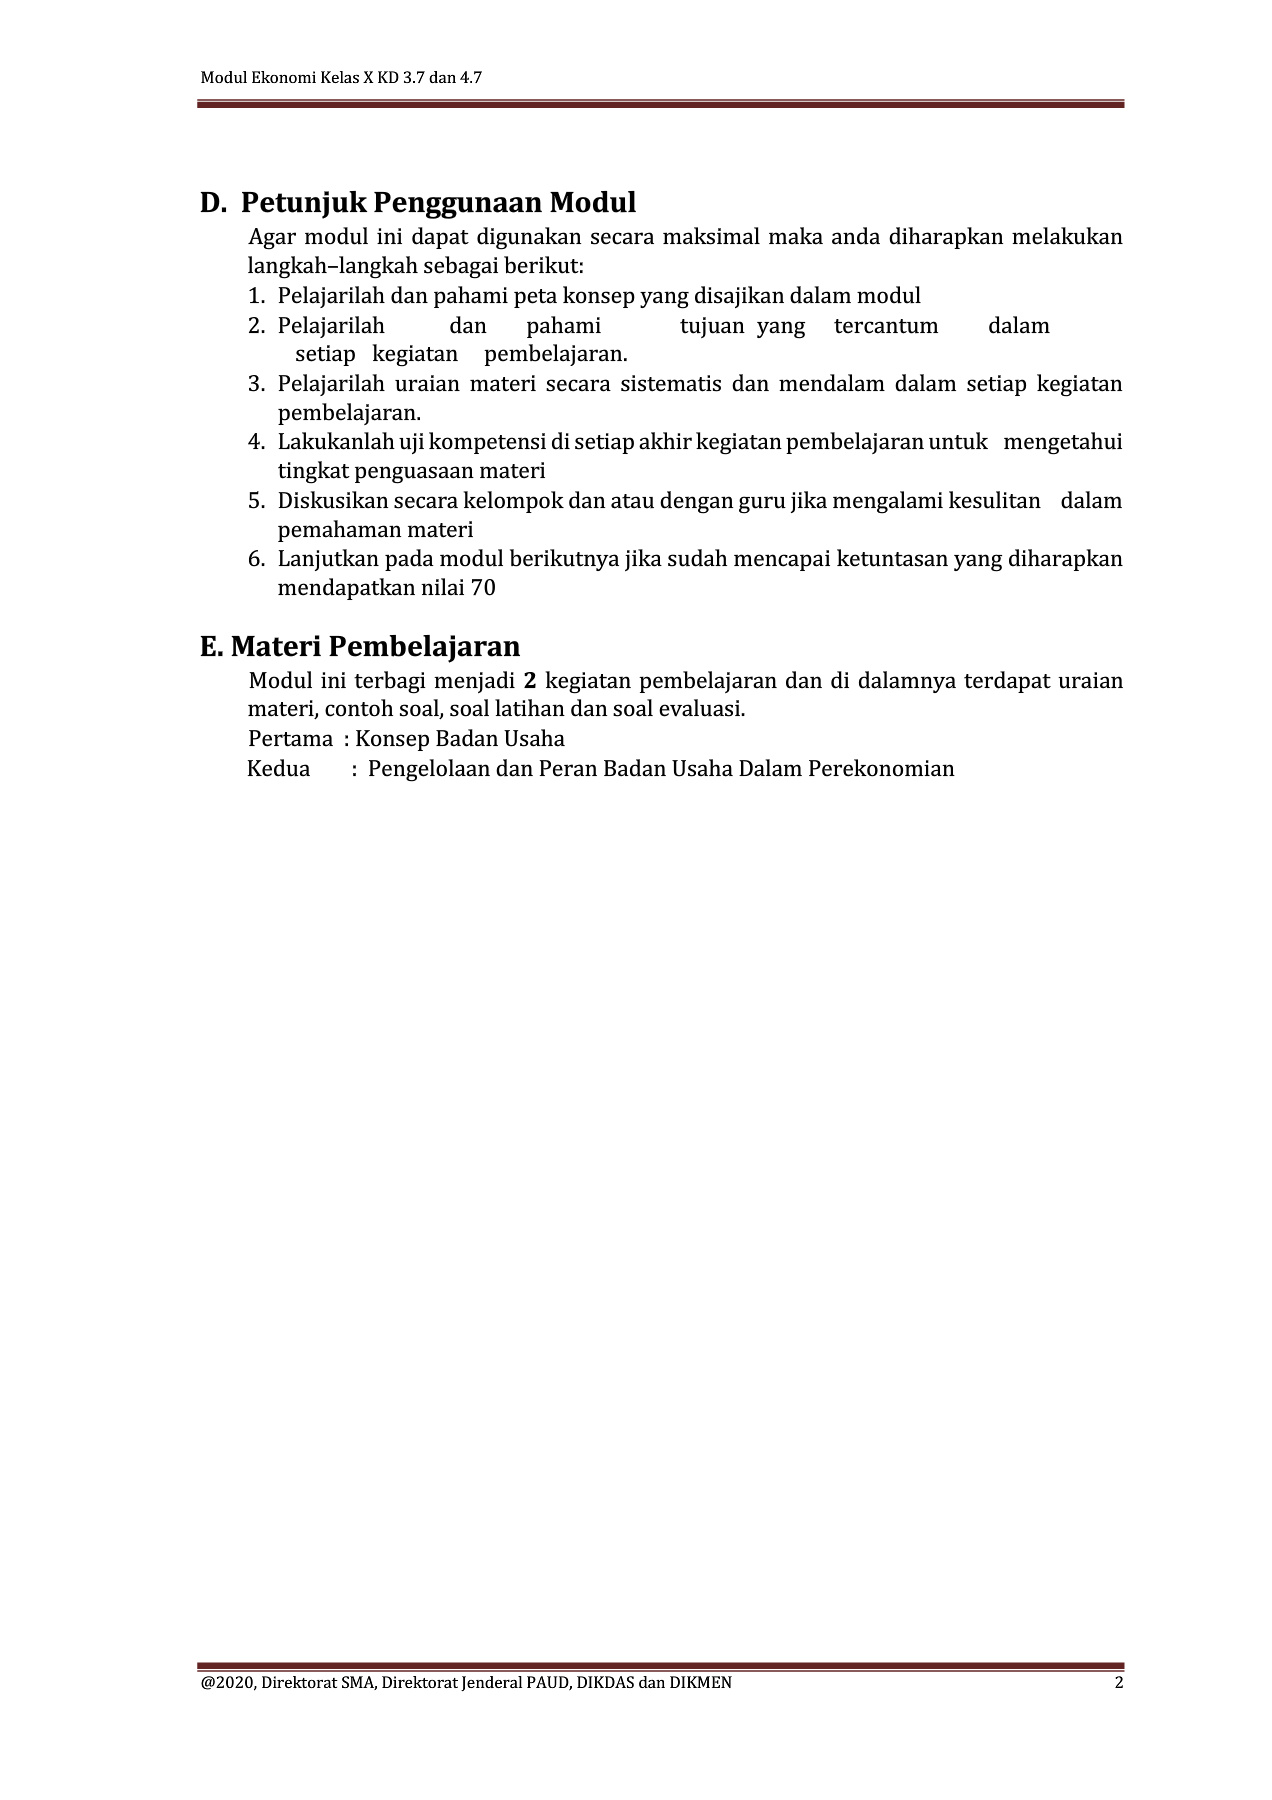 Modul Ekonomi Kelas X KD 3.7 dan 4.7
D. Petunjuk Penggunaan Modul
Agar modul ini dapat digunakan secara maksimal maka anda diharapkan melakukan
langkah–langkah sebagai berikut:
1. Pelajarilah dan pahami peta konsep yang disajikan dalam modul
2. Pelajarilah dan pahami tujuan yang tercantum dalam
setiap kegiatan pembelajaran.
3. Pelajarilah uraian materi secara sistematis dan mendalam dalam setiap kegiatan
pembelajaran.
4. Lakukanlah uji kompetensi di setiap akhir kegiatan pembelajaran untuk mengetahui
tingkat penguasaan materi
5. Diskusikan secara kelompok dan atau dengan guru jika mengalami kesulitan dalam
pemahaman materi
6. Lanjutkan pada modul berikutnya jika sudah mencapai ketuntasan yang diharapkan
mendapatkan nilai 70
E. Materi Pembelajaran
Modul ini terbagi menjadi 2 kegiatan pembelajaran dan di dalamnya terdapat uraian
materi, contoh soal, soal latihan dan soal evaluasi.
Pertama : Konsep Badan Usaha
Kedua : Pengelolaan dan Peran Badan Usaha Dalam Perekonomian
@2020, Direktorat SMA, Direktorat Jenderal PAUD, DIKDAS dan DIKMEN 2